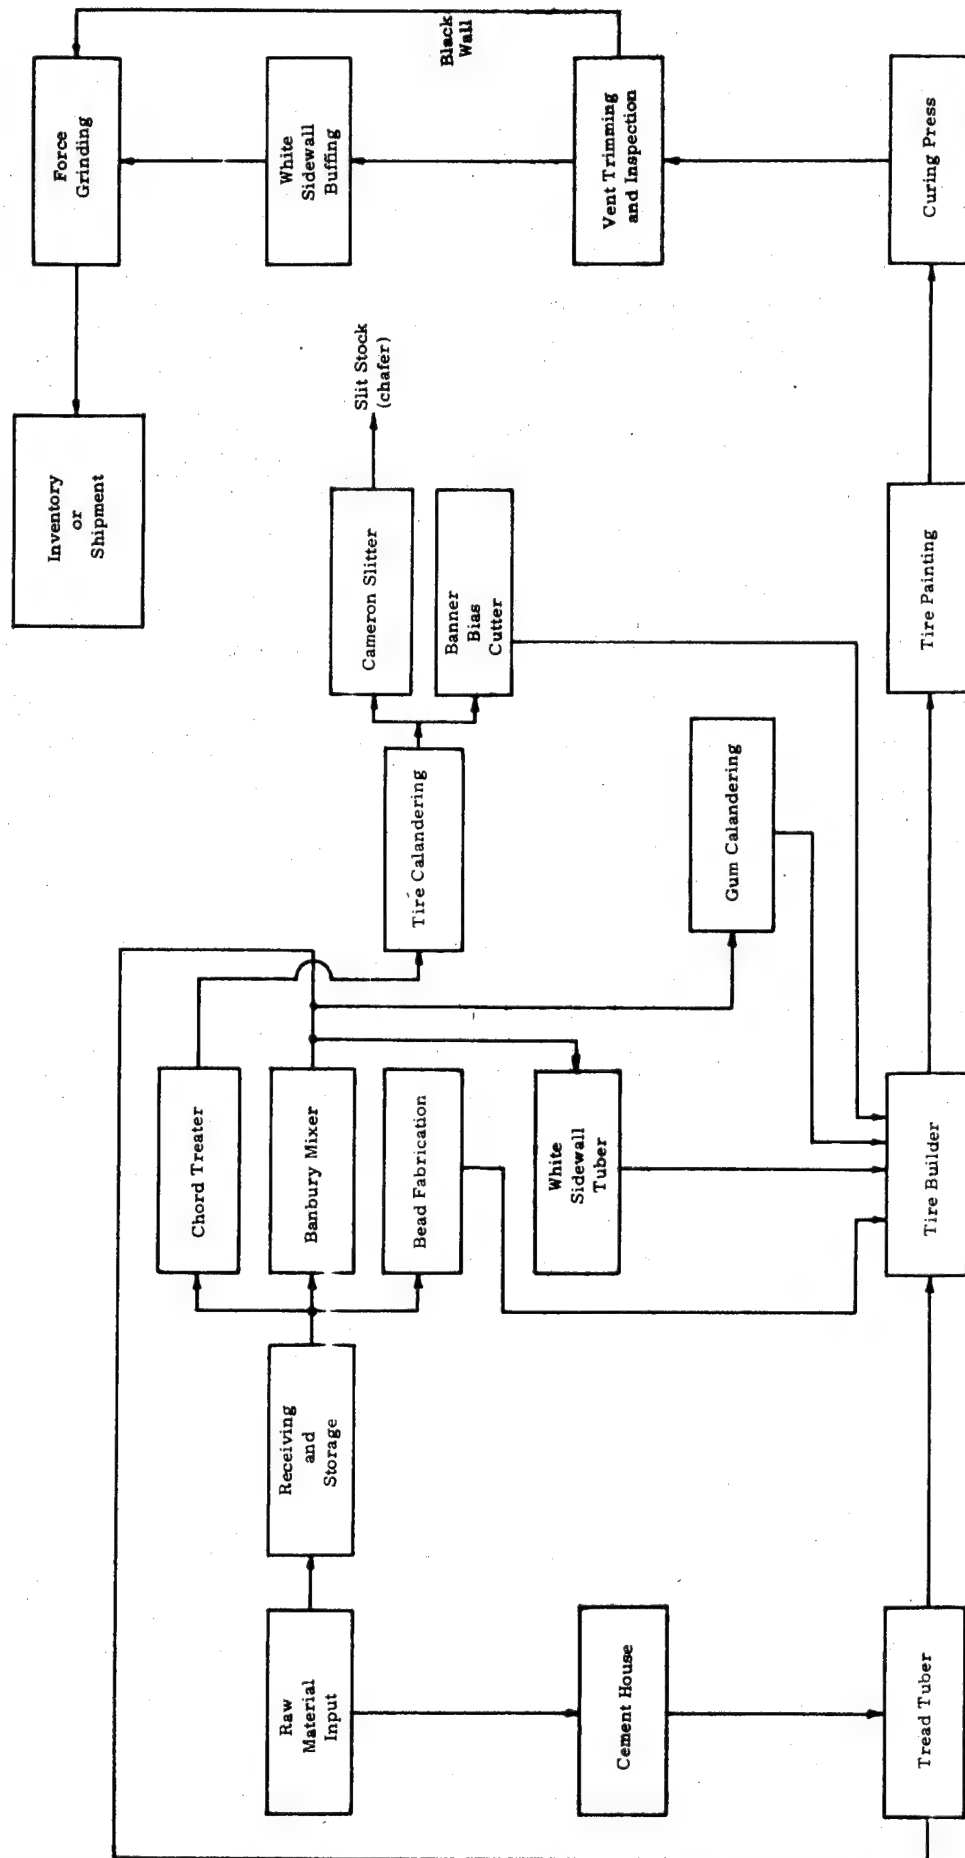 Inventory
or
Shipment
Force
Grinding
Chord Treater
Raw
Material
Input
Receiving
and
Storage
Banbury Mixer
White
Sidewall
Buffing
Bead Fabrication
Tire Calandering
Cameron Slitter
Slit Stock
(chafer)
Banner
Bias
Cutter
Black
Wall
White
Sidewall
Tuber
Cement House
Vent Trimming
and Inspection
Gum Calandering
Tread Tuber
Tire Builder
Tire Painting
Curing Press